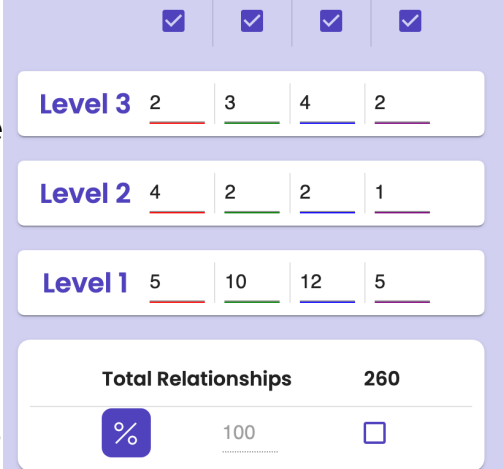 Level 3 2 3 4 2
Level 2 4 2 2 1
Level 1 5 10 12 5
Total Relationships 260
% 100